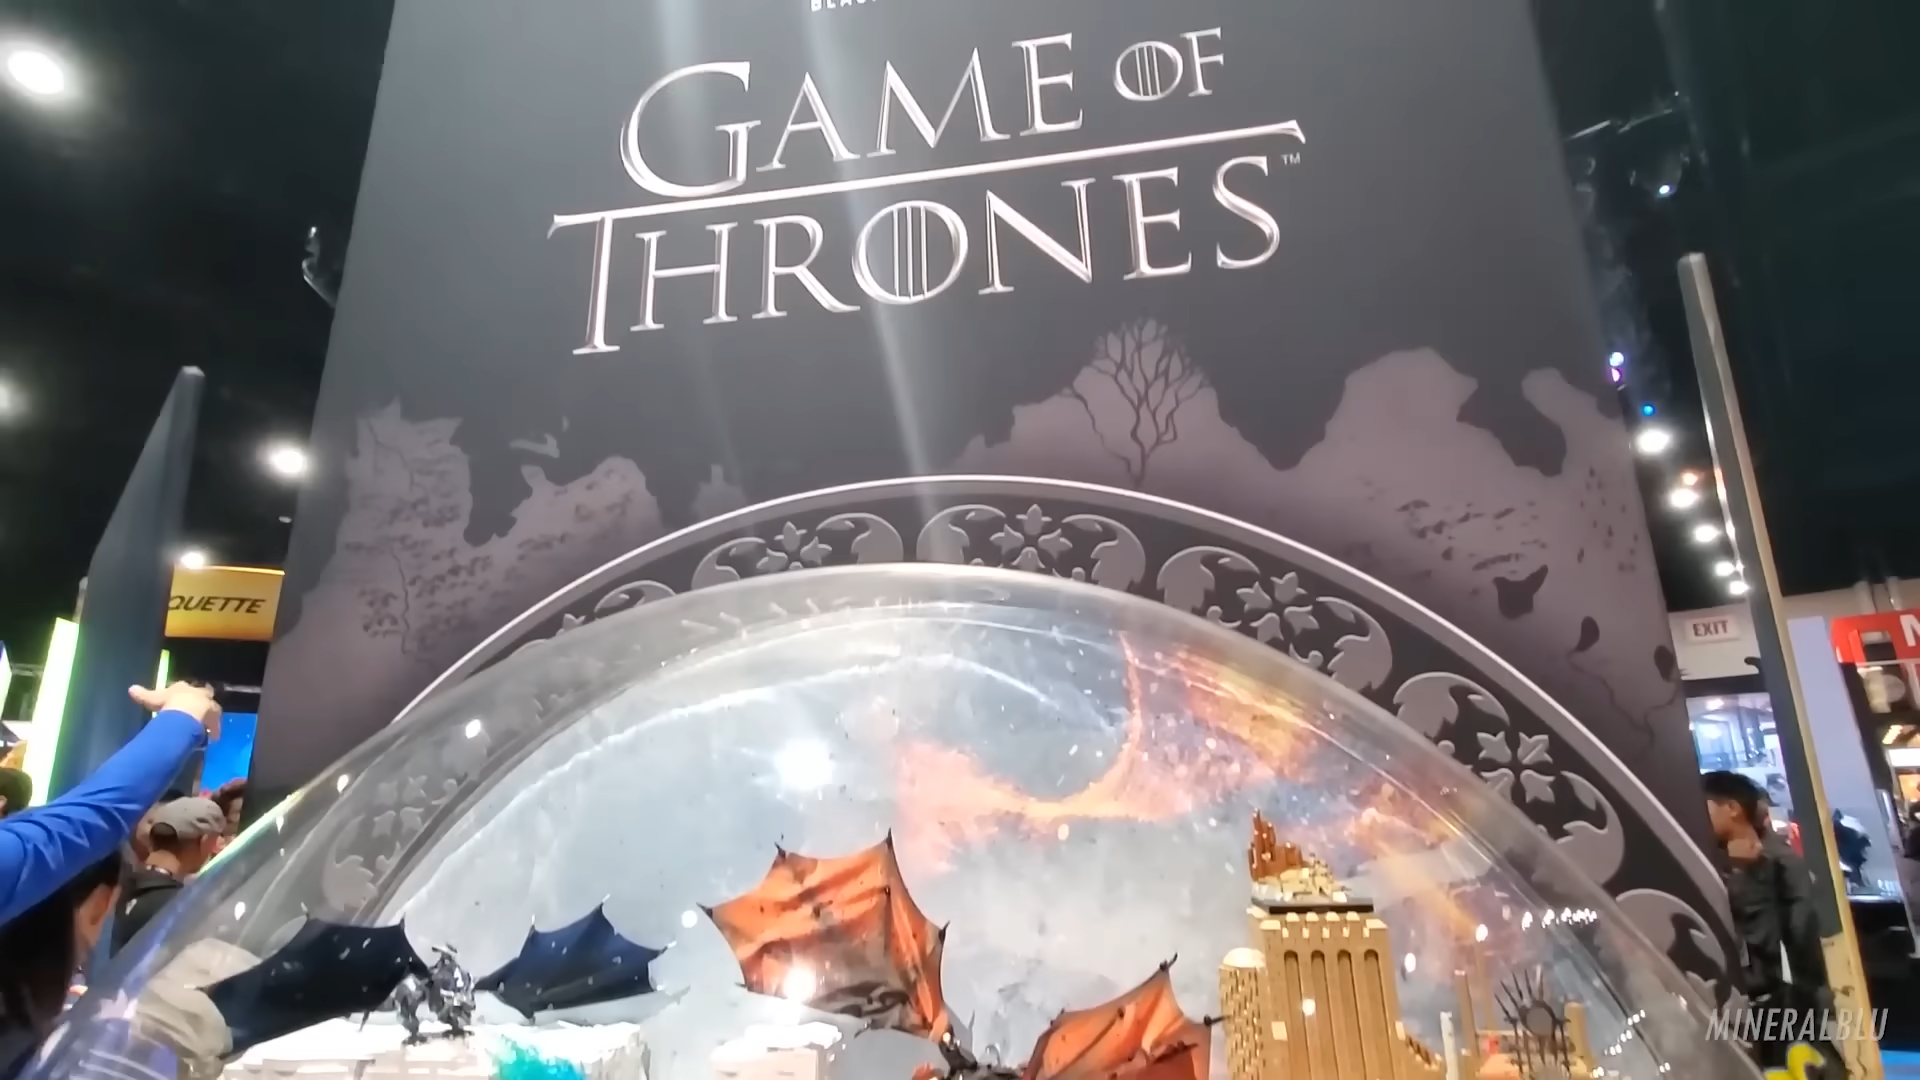 GAME OF
THRONES™
QUETTE
EXIT
MINERALBLU